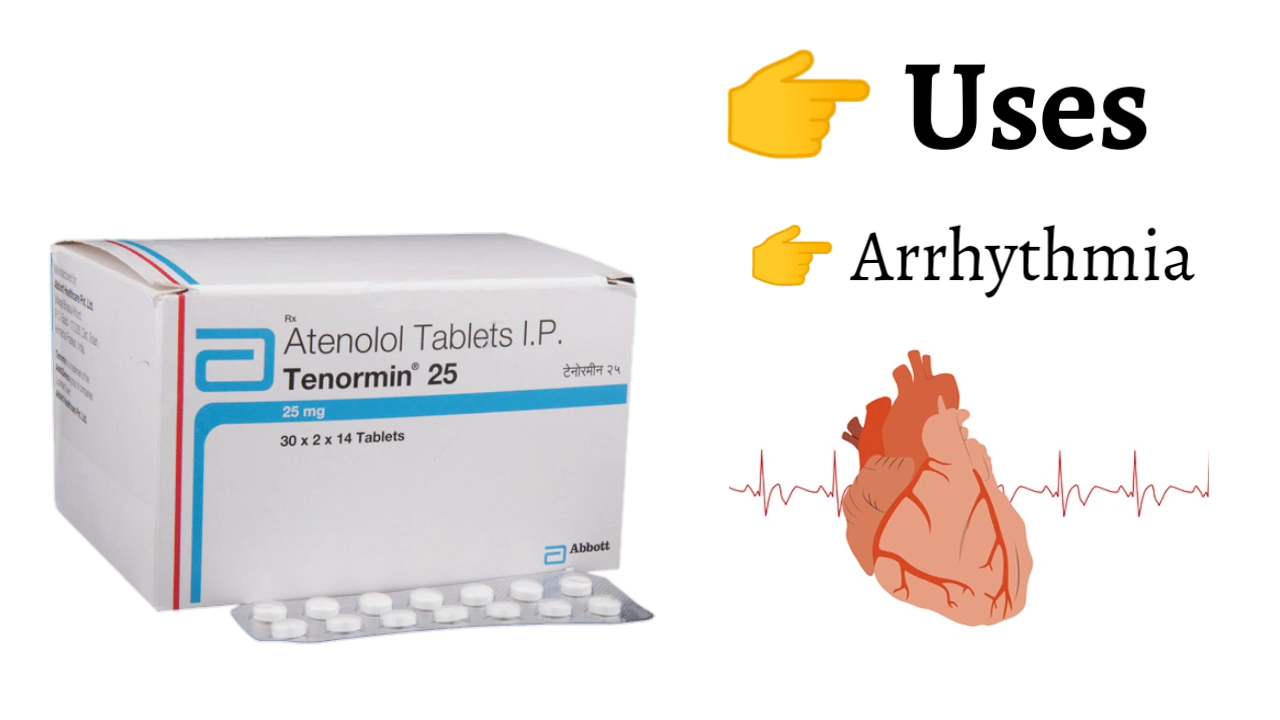 Uses
Arrhythmia
Rx
Atenolol Tablets I.P.
Tenormin® 25
टेनोरमीन २५
25 mg
30 x 2 x 14 Tablets
Abbott